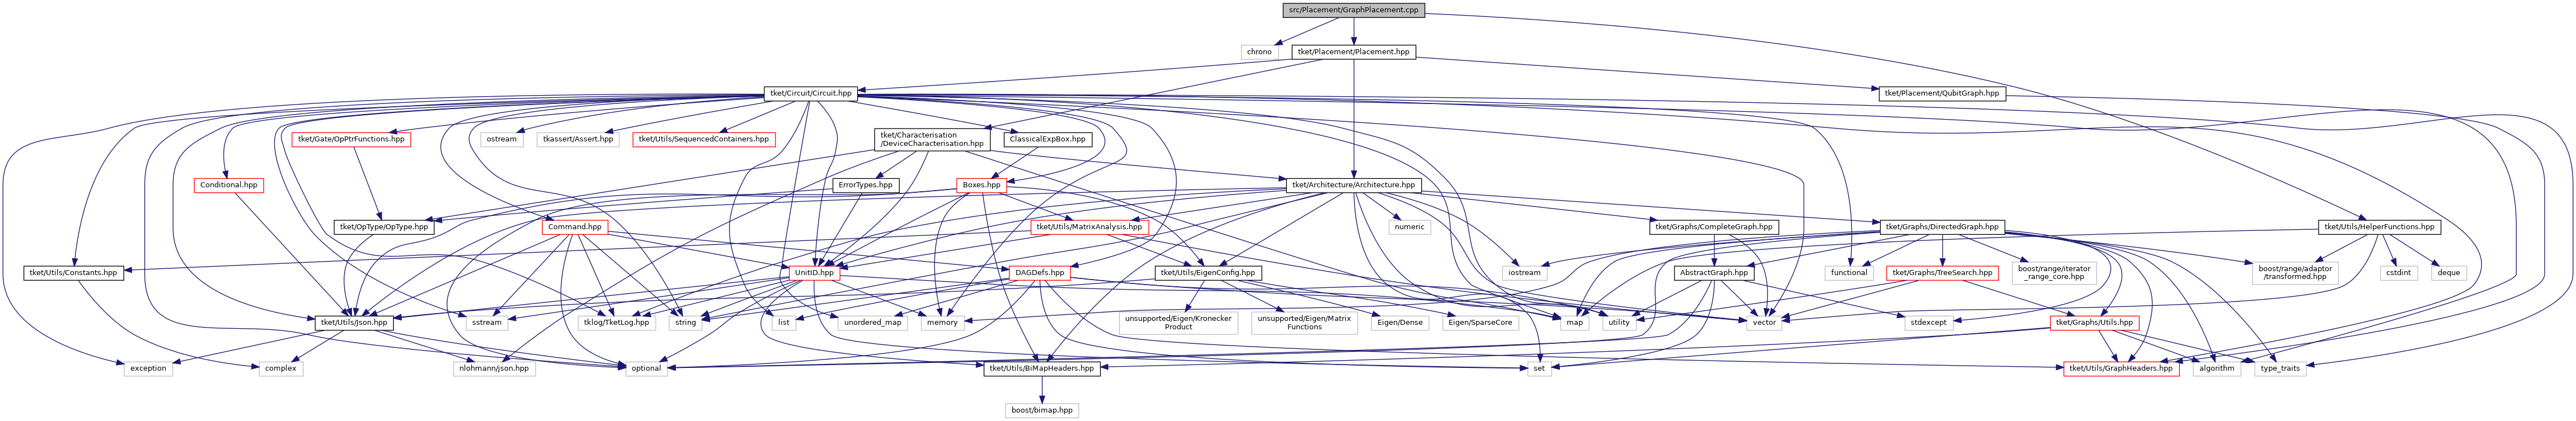 src/Placement/GraphPlacement.cpp
chrono
tket/Placement/Placement.hpp
tket/Circuit/Circuit.hpp
tket/Placement/QubitGraph.hpp
tket/Gate/OpPtrFunctions.hpp
ostream
tkassert/Assert.hpp
tket/Utils/SequencedContainers.hpp
tket/Characterisation
/DeviceCharacterisation.hpp
ClassicalExpBox.hpp
Conditional.hpp
ErrorTypes.hpp
Boxes.hpp
tket/Architecture/Architecture.hpp
tket/OpType/OpType.hpp
Command.hpp
tket/Utils/MatrixAnalysis.hpp
numeric
tket/Graphs/CompleteGraph.hpp
tket/Graphs/DirectedGraph.hpp
tket/Utils/HelperFunctions.hpp
tket/Utils/Constants.hpp
UnitID.hpp
DAGDefs.hpp
tket/Utils/EigenConfig.hpp
iostream
AbstractGraph.hpp
functional
tket/Graphs/TreeSearch.hpp
boost/range/iterator
_range_core.hpp
boost/range/adaptor
/transformed.hpp
cstdint
deque
tket/Utils/Json.hpp
sstream
tklog/TketLog.hpp
string
list
unordered_map
memory
unsupported/Eigen/Kronecker
Product
unsupported/Eigen/Matrix
Functions
Eigen/Dense
Eigen/SparseCore
map
utility
vector
stdexcept
tket/Graphs/Utils.hpp
exception
complex
nlohmann/json.hpp
optional
tket/Utils/BiMapHeaders.hpp
set
tket/Utils/GraphHeaders.hpp
algorithm
type_traits
boost/bimap.hpp